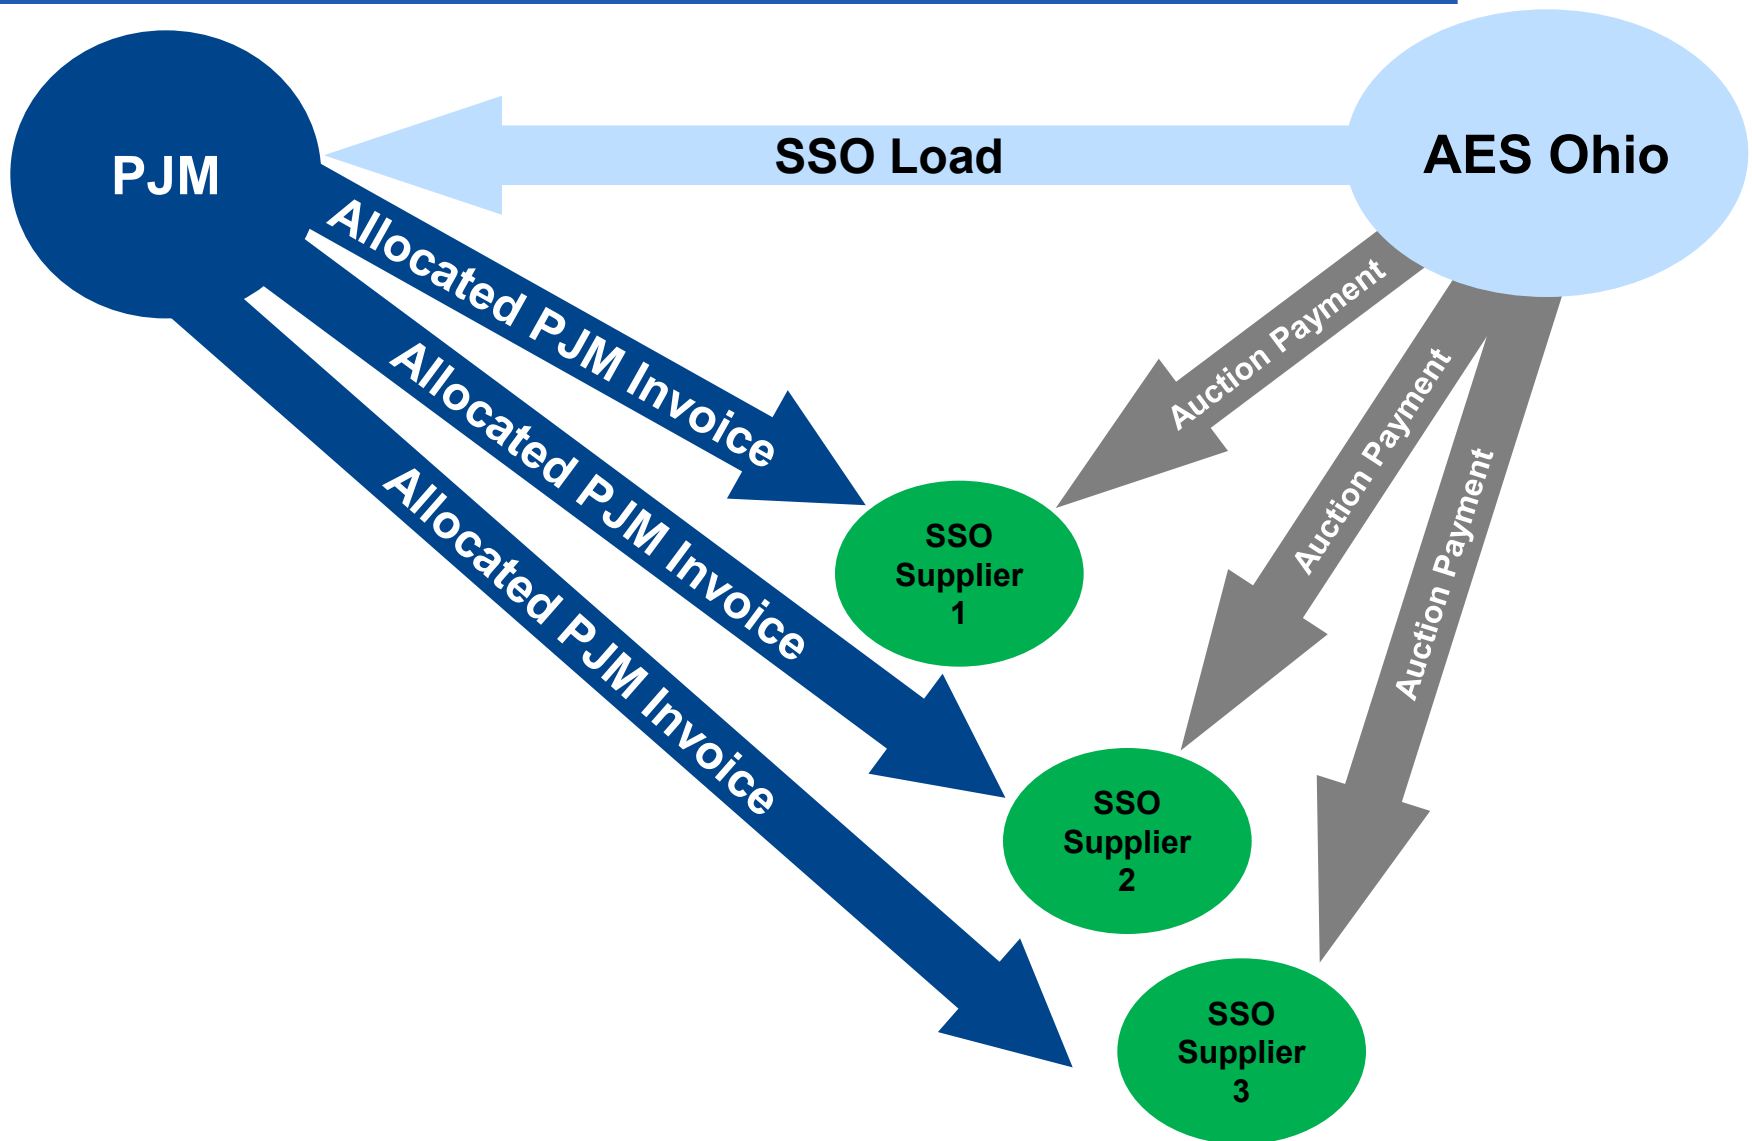 PJM
SSO Load
AES Ohio
Allocated PJM Invoice
Allocated PJM Invoice
Allocated PJM Invoice
Auction Payment
Auction Payment
Auction Payment
SSO
Supplier
1
SSO
Supplier
2
SSO
Supplier
3